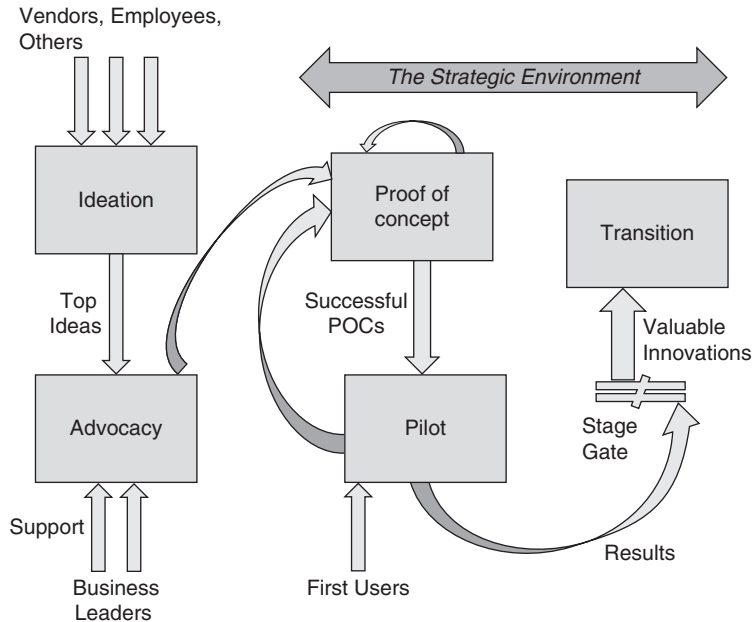 Vendors, Employees,
Others
The Strategic Environment
Ideation
Proof of
concept
Transition
Top
Ideas
Successful
POCs
Valuable
Innovations
Advocacy
Pilot
Stage
Gate
Support
Results
Business
Leaders
First Users